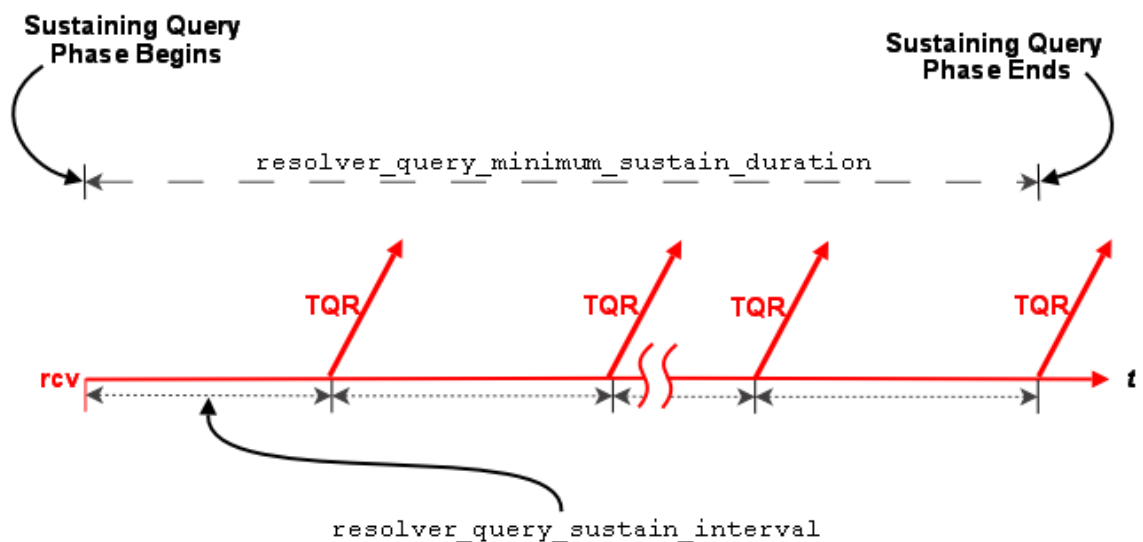 Sustaining Query
Phase Begins
Sustaining Query
Phase Ends
resolver_query_minimum_sustain_duration
TQR
TQR
TQR
TQR
rcv
t
resolver_query_sustain_interval